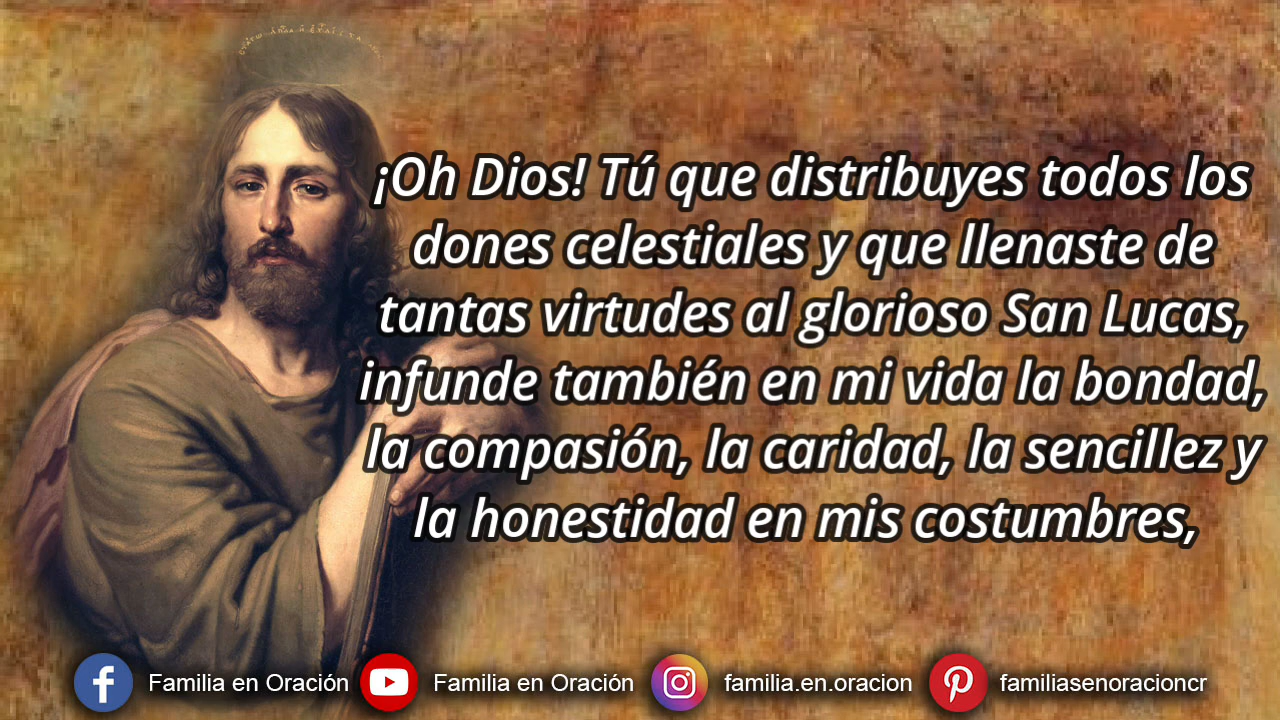 ¡Oh Dios! Tú que distribuyes todos los
dones celestiales y que llenaste de
tantas virtudes al glorioso San Lucas,
infunde también en mi vida la bondad,
la compasión, la caridad, la sencillez y
la honestidad en mis costumbres,
Familia en Oración
Familia en Oración
familia.en.oracion
familiasenoracioncr